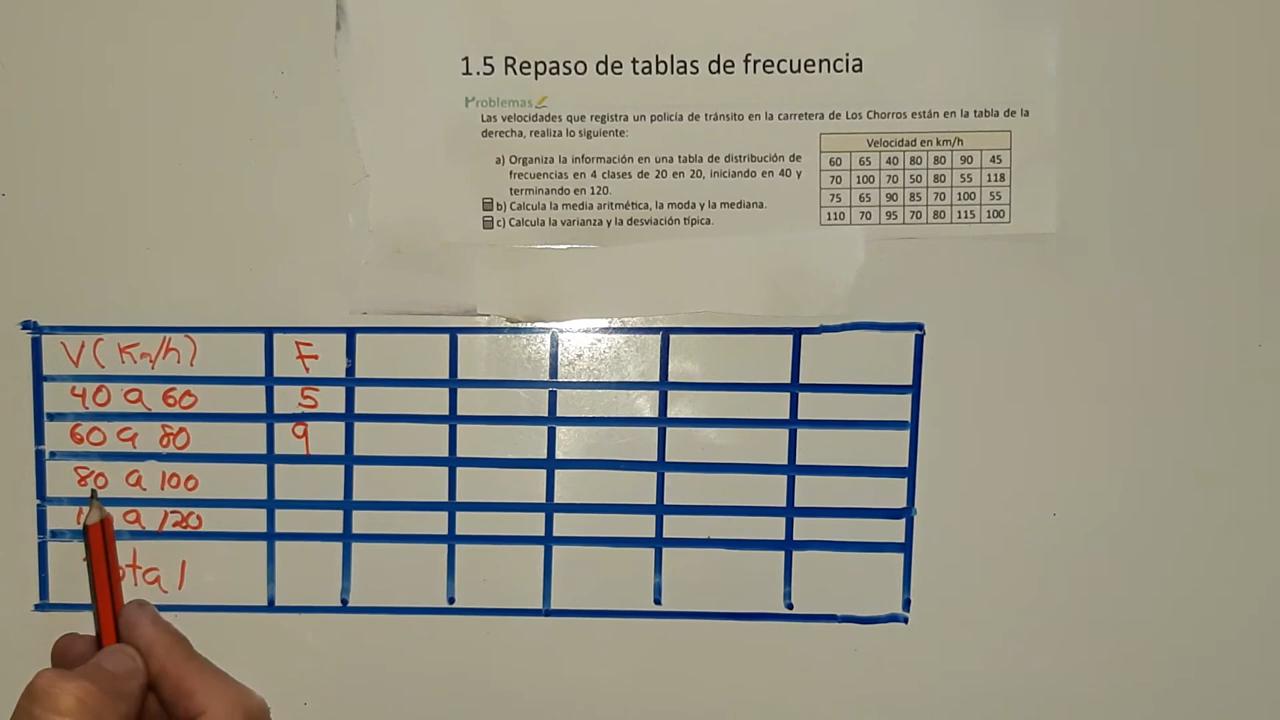 1.5 Repaso de tablas de frecuencia
Problemas
Las velocidades que registra un policía de tránsito en la carretera de Los Chorros están en la tabla de la
derecha, realiza lo siguiente:
a) Organiza la información en una tabla de distribución de
frecuencias en 4 clases de 20 en 20, iniciando en 40 y
terminando en 120.
b) Calcula la media aritmética, la moda y la mediana.
c) Calcula la varianza y la desviación típica.
Velocidad en km/h
60 65 40 80 80 90 45
70 100 70 50 80 55 118
75 65 90 85 70 100 55
110 70 95 70 80 115 100
V (Km/h) F
40 a 60 5
60 a 80 9
80 a 100
a 120